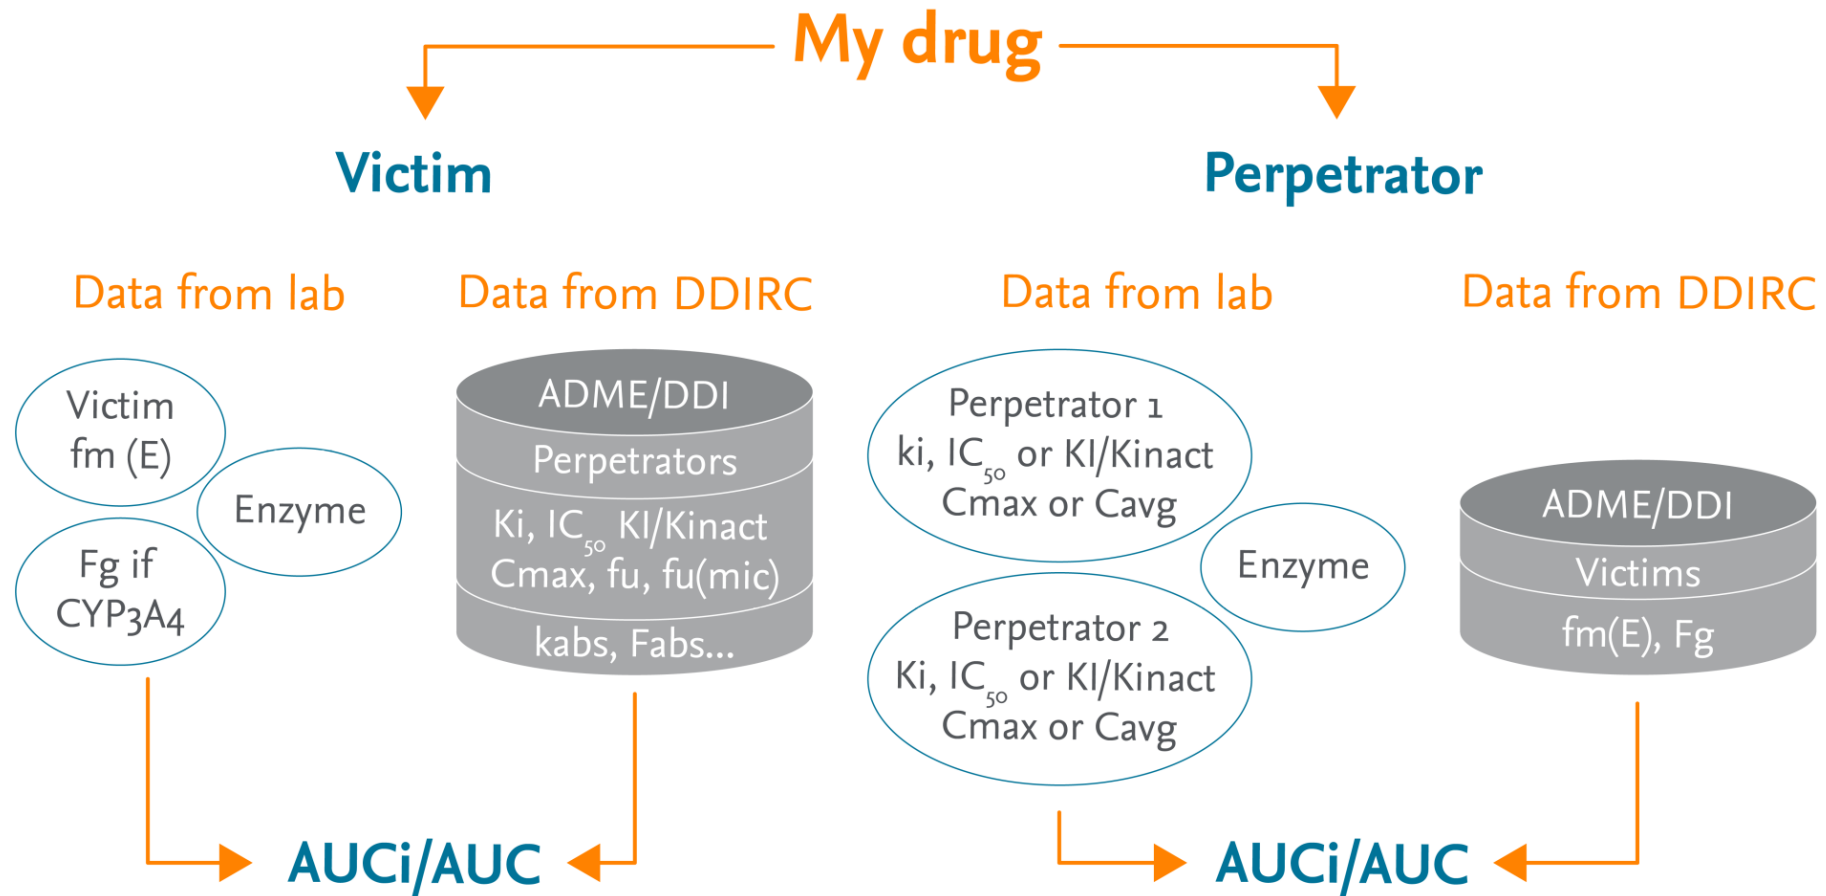 My drug
Victim
Perpetrator
Data from lab
Data from DDIRC
Data from lab
Data from DDIRC
Victim
fm (E)
Enzyme
Fg if
CYP3A4
ADME/DDI
Perpetrators
Ki, IC₅₀ KI/Kinact
Cmax, fu, fu(mic)
kabs, Fabs...
Perpetrator 1
ki, IC₅₀ or KI/Kinact
Cmax or Cavg
Enzyme
Perpetrator 2
Ki, IC₅₀ or KI/Kinact
Cmax or Cavg
ADME/DDI
Victims
fm(E), Fg
AUCi/AUC
AUCi/AUC